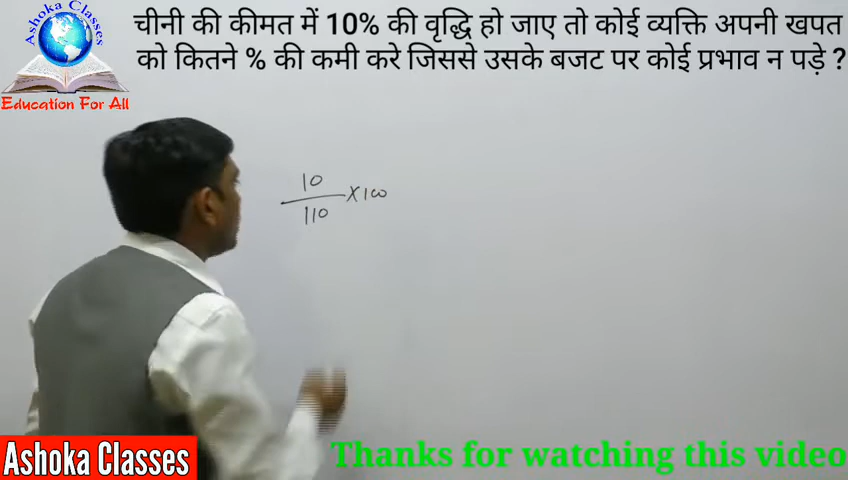 Ashoka Classes
Education For All
चीनी की कीमत में 10% की वृद्धि हो जाए तो कोई व्यक्ति अपनी खपत
को कितने % की कमी करे जिससे उसके बजट पर कोई प्रभाव न पड़े ?
10
110
×100
Ashoka Classes
Thanks for watching this video